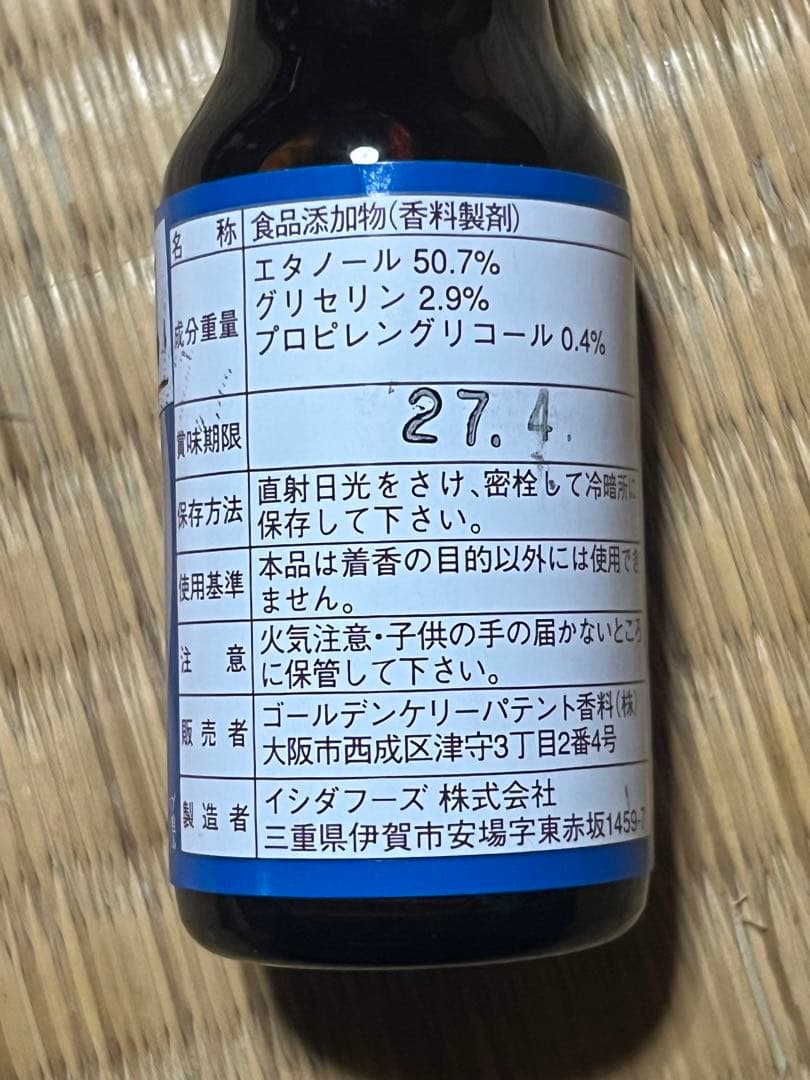 名 称 食品添加物(香料製剤)
成分重量 エタノール 50.7%
グリセリン 2.9%
プロピレングリコール 0.4%
賞味期限 27.4.
保存方法 直射日光をさけ、密栓して冷暗所に
保存して下さい。
使用基準 本品は着香の目的以外には使用でき
ません。
注 意 火気注意・子供の手の届かないところ
に保管して下さい。
販売者 ゴールデンケリーパテント香料(株)
大阪市西成区津守3丁目2番4号
製造者 イシダフーズ 株式会社
三重県伊賀市安場字東赤坂1459-7